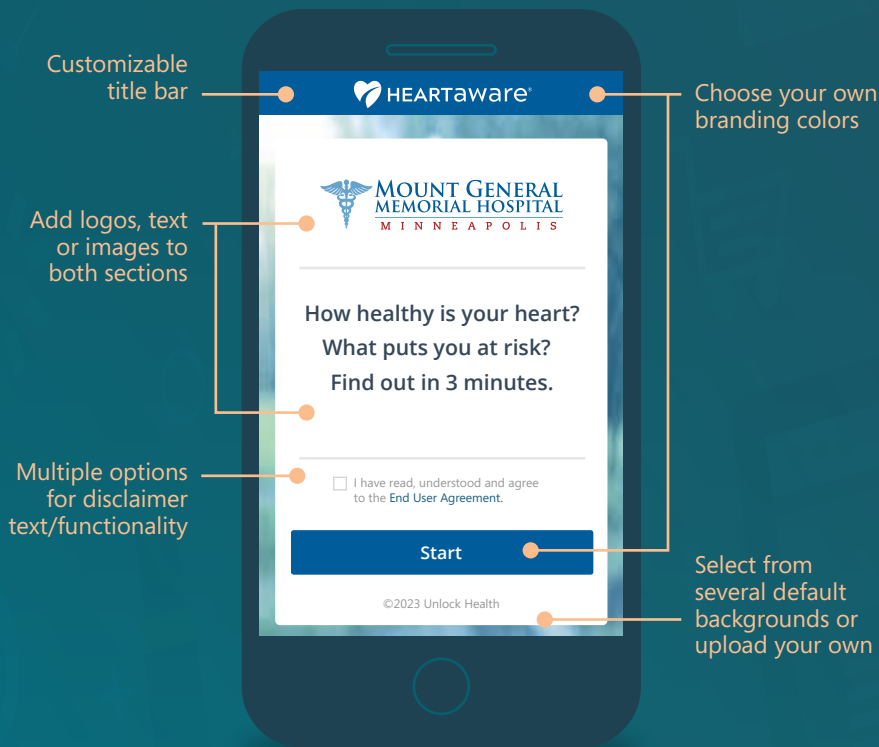 Customizable
title bar
HEARTaware®
Choose your own
branding colors
MOUNT GENERAL
MEMORIAL HOSPITAL
MINNEAPOLIS
Add logos, text
or images to
both sections
How healthy is your heart?
What puts you at risk?
Find out in 3 minutes.
Multiple options
for disclaimer
text/functionality
I have read, understood and agree
to the End User Agreement.
Start
Select from
several default
backgrounds or
upload your own
©2023 Unlock Health